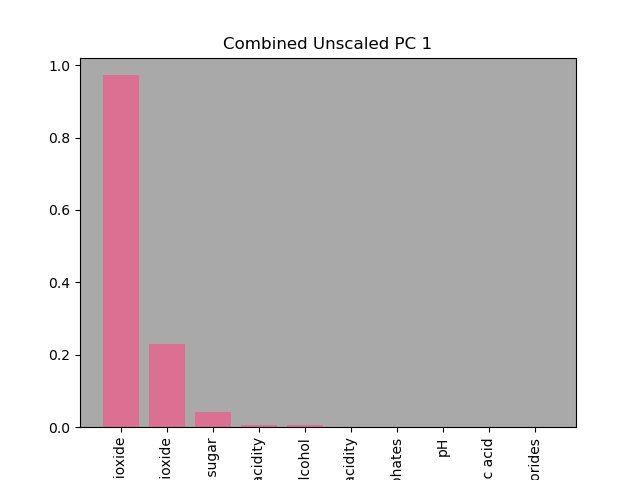 Combined Unscaled PC 1
1.0
0.8
0.6
0.4
0.2
0.0
ioxide
ioxide
sugar
acidity
lcohol
acidity
hates
pH
c acid
orides